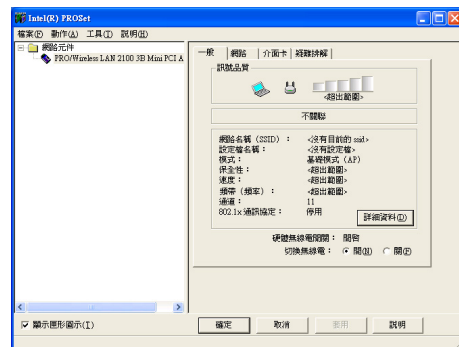 Intel(R) PROSet
檔案(F) 動作(A) 工具(T) 說明(H)
網路元件
PRO/Wireless LAN 2100 3B Mini PCI A
一般 網路 介面卡 疑難排解
訊號品質
<超出範圍>
不關聯
網路名稱 (SSID) : <沒有目前的 ssid>
設定檔名稱 : <沒有設定檔>
模式 : 基礎模式 (AP)
保全性 : <超出範圍>
速度 : <超出範圍>
頻帶 (頻率) : <超出範圍>
通道 : 11
802.1x 通訊協定 : 停用
詳細資料(D)
硬體無線電開關 : 開啓
切換無線電 : 開(N) 關(F)
顯示匣形圖示(I)
確定 取消 套用 說明